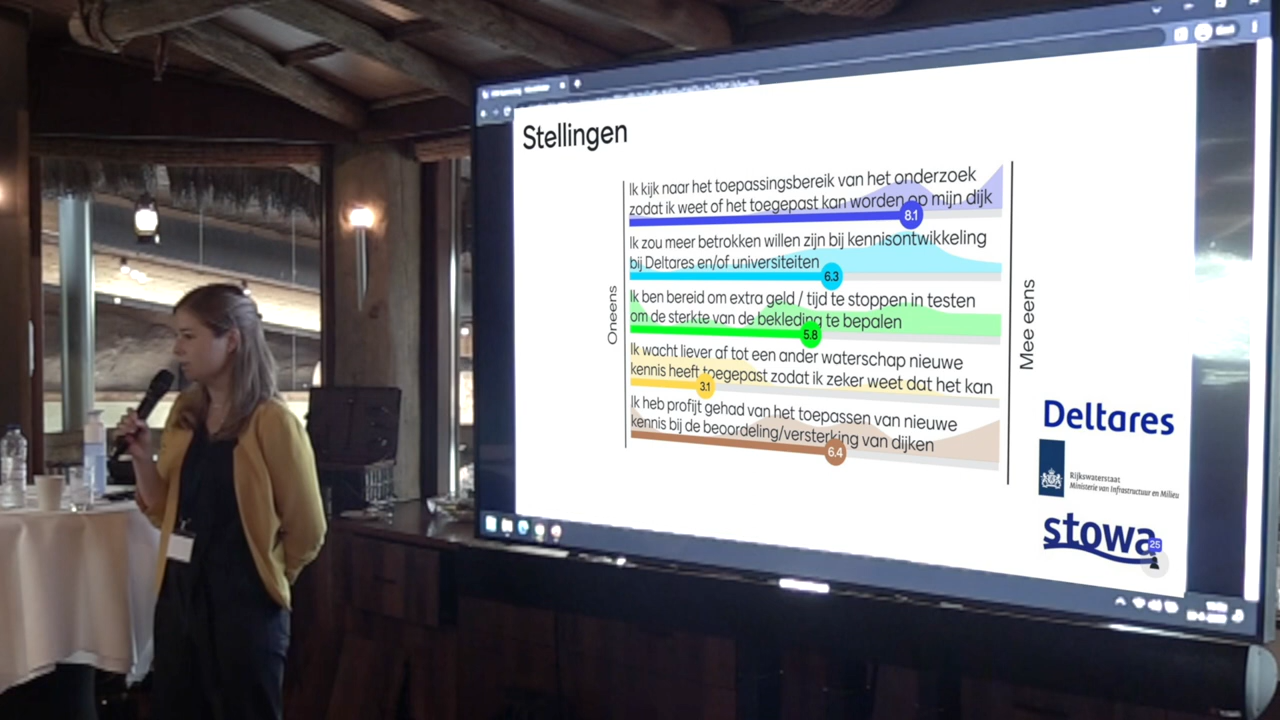 Stellingen
Ik kijk naar het toepassingsbereik van het onderzoek
zodat ik weet of het toegepast kan worden op mijn dijk
8.1
Ik zou meer betrokken willen zijn bij kennisontwikkeling
bij Deltares en/of universiteiten
6.3
Oneens
Ik ben bereid om extra geld / tijd te stoppen in testen
om de sterkte van de bekleding te bepalen
5.8
Mee eens
Ik wacht liever af tot een ander waterschap nieuwe
kennis heeft toegepast zodat ik zeker weet dat het kan
3.1
Ik heb profijt gehad van het toepassen van nieuwe
kennis bij de beoordeling/versterking van dijken
6.4
Deltares
Rijkswaterstaat
Ministerie van Infrastructuur en Milieu
stowa
25